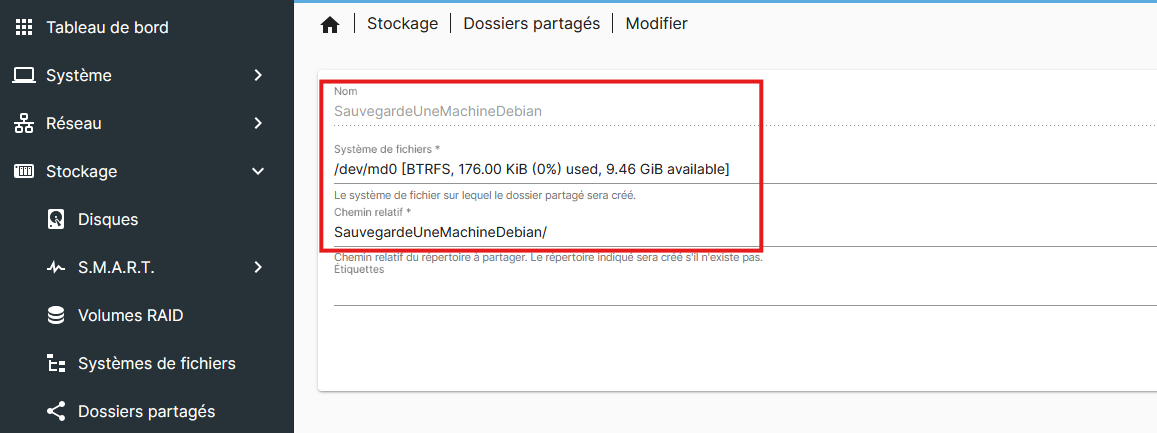 Tableau de bord
Système
Réseau
Stockage
Disques
S.M.A.R.T.
Volumes RAID
Systèmes de fichiers
Dossiers partagés
Stockage | Dossiers partagés | Modifier
Nom
SauvegardeUneMachineDebian
Système de fichiers *
/dev/md0 [BTRFS, 176.00 KiB (0%) used, 9.46 GiB available]
Le système de fichier sur lequel le dossier partagé sera créé.
Chemin relatif *
SauvegardeUneMachineDebian/
Chemin relatif du répertoire à partager. Le répertoire indiqué sera créé s'il n'existe pas.
Étiquettes